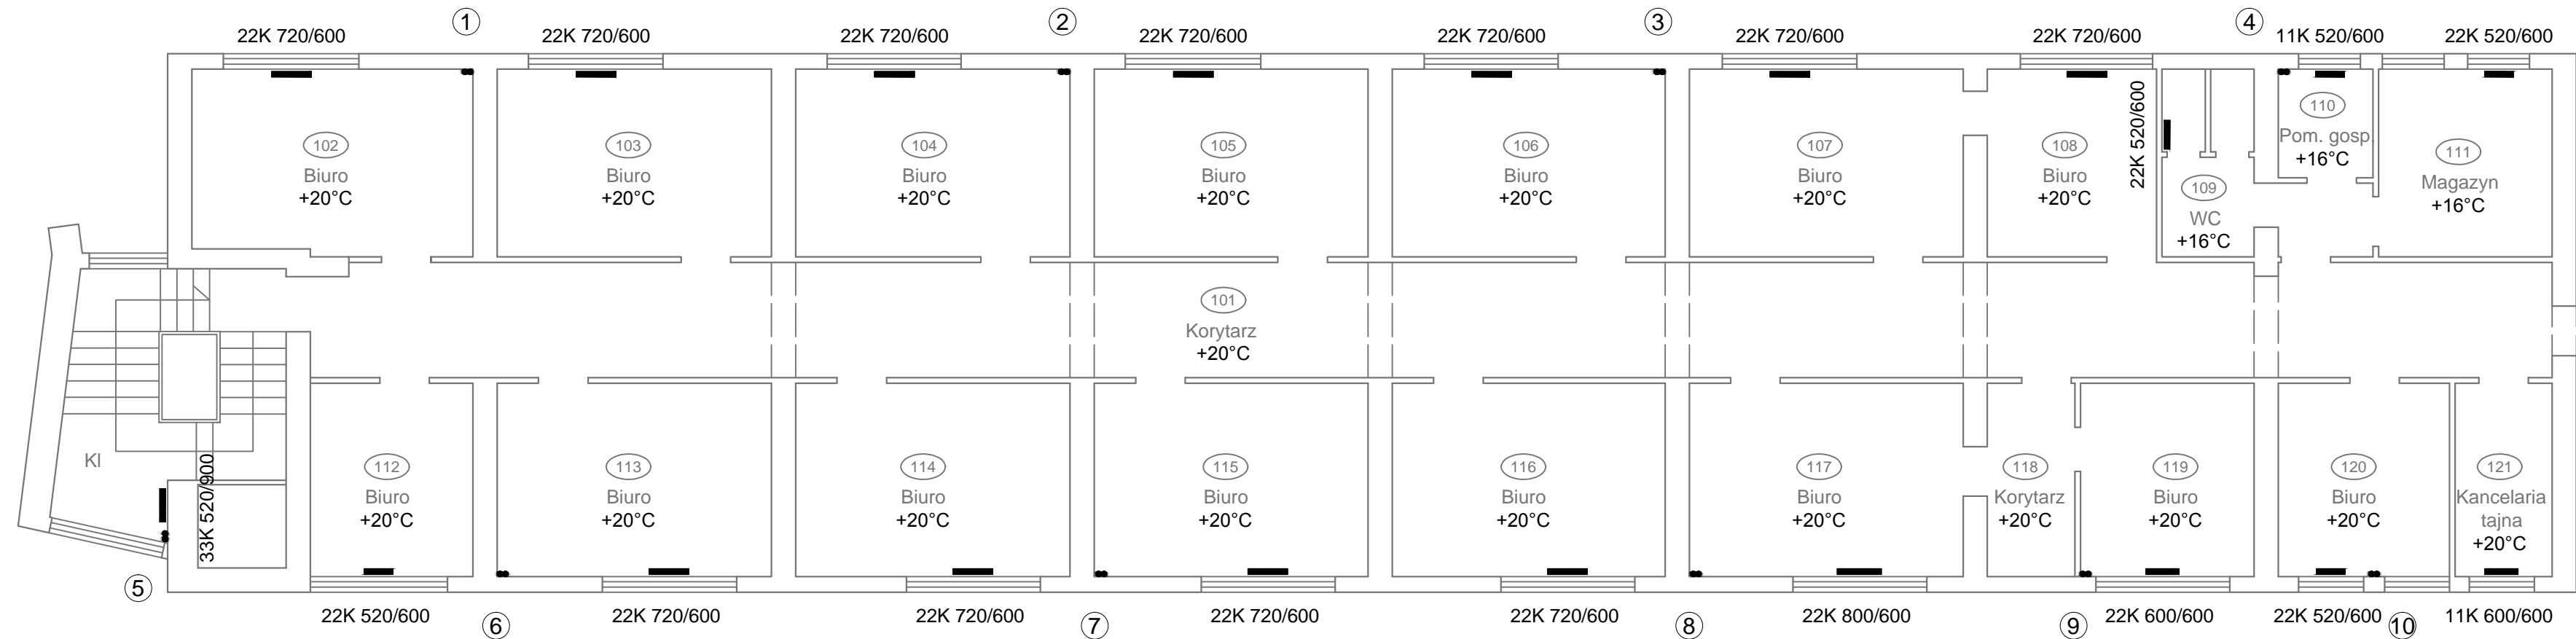 1
2
3
4
22K 720/600
22K 720/600
22K 720/600
22K 720/600
22K 720/600
22K 720/600
22K 720/600
11K 520/600
22K 520/600
102
Biuro
+20°C
103
Biuro
+20°C
104
Biuro
+20°C
105
Biuro
+20°C
106
Biuro
+20°C
107
Biuro
+20°C
108
Biuro
+20°C
22K 520/600
109
WC
+16°C
110
Pom. gosp.
+16°C
111
Magazyn
+16°C
101
Korytarz
+20°C
Kl
33K 520/900
112
Biuro
+20°C
113
Biuro
+20°C
114
Biuro
+20°C
115
Biuro
+20°C
116
Biuro
+20°C
117
Biuro
+20°C
118
Korytarz
+20°C
119
Biuro
+20°C
120
Biuro
+20°C
121
Kancelaria
tajna
+20°C
5
22K 520/600
22K 720/600
22K 720/600
22K 720/600
22K 720/600
22K 800/600
22K 600/600
22K 520/600
11K 600/600
6
7
8
9
10